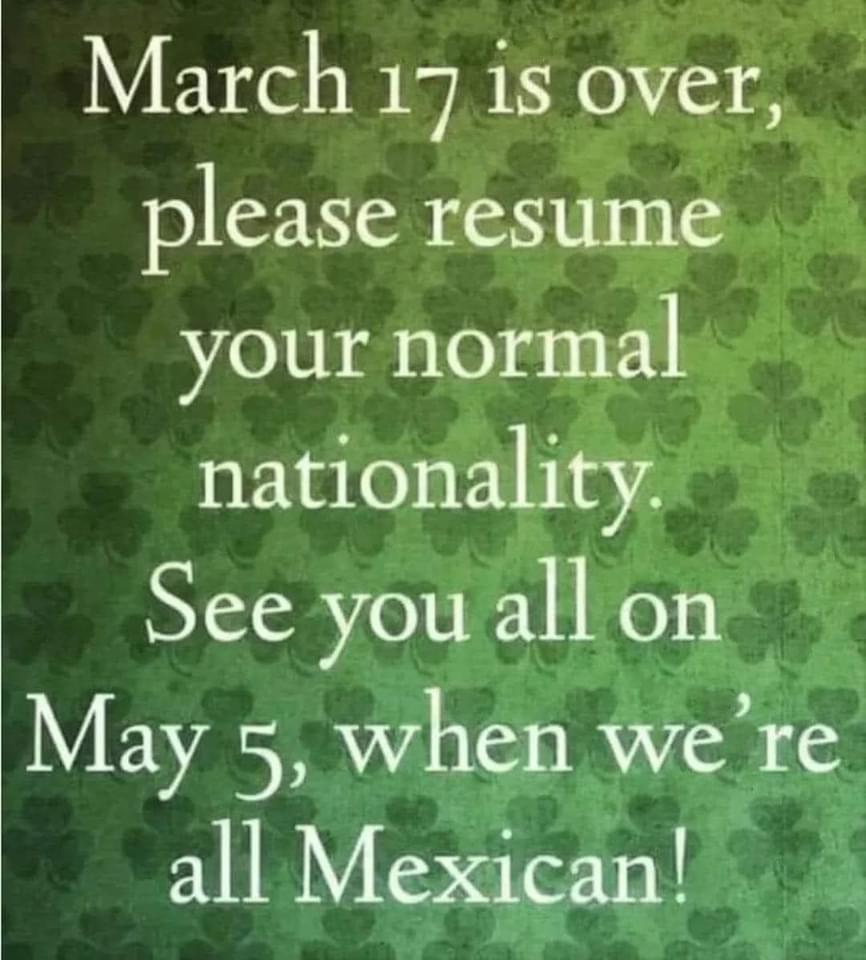 March 17 is over,
please resume
your normal
nationality.
See you all on
May 5, when we’re
all Mexican!